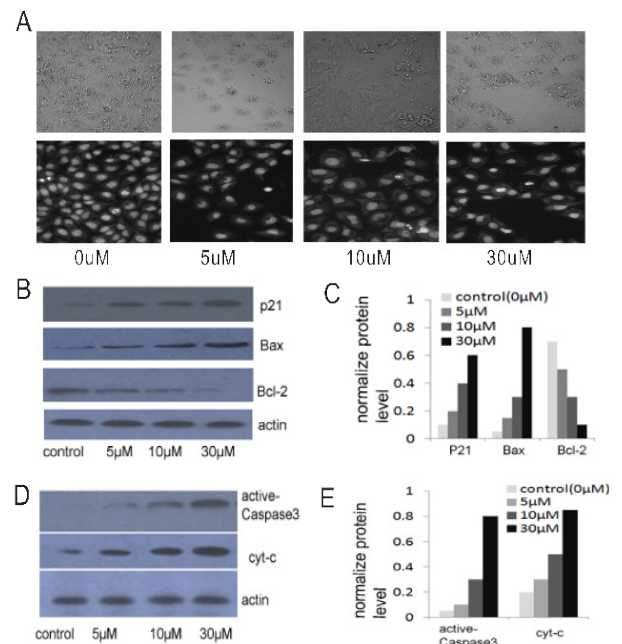 A
0uM 5uM 10uM 30uM
B
p21
Bax
Bcl-2
actin
control 5μM 10μM 30μM
C
normalize protein
level
1
0.8
0.6
0.4
0.2
0
control(0μM)
5μM
10μM
30μM
P21 Bax Bcl-2
D
active-
Caspase3
cyt-c
actin
control 5μM 10μM 30μM
E
normalize protein
level
1
0.8
0.6
0.4
0.2
0
control(0μM)
5μM
10μM
30μM
active-
Caspase3
cyt-c